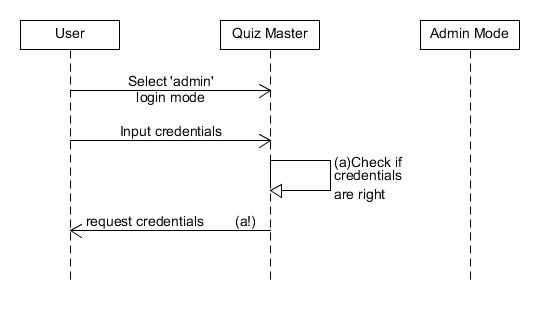 User
Quiz Master
Admin Mode
Select 'admin'
login mode
Input credentials
(a)Check if
credentials
are right
request credentials (a!)